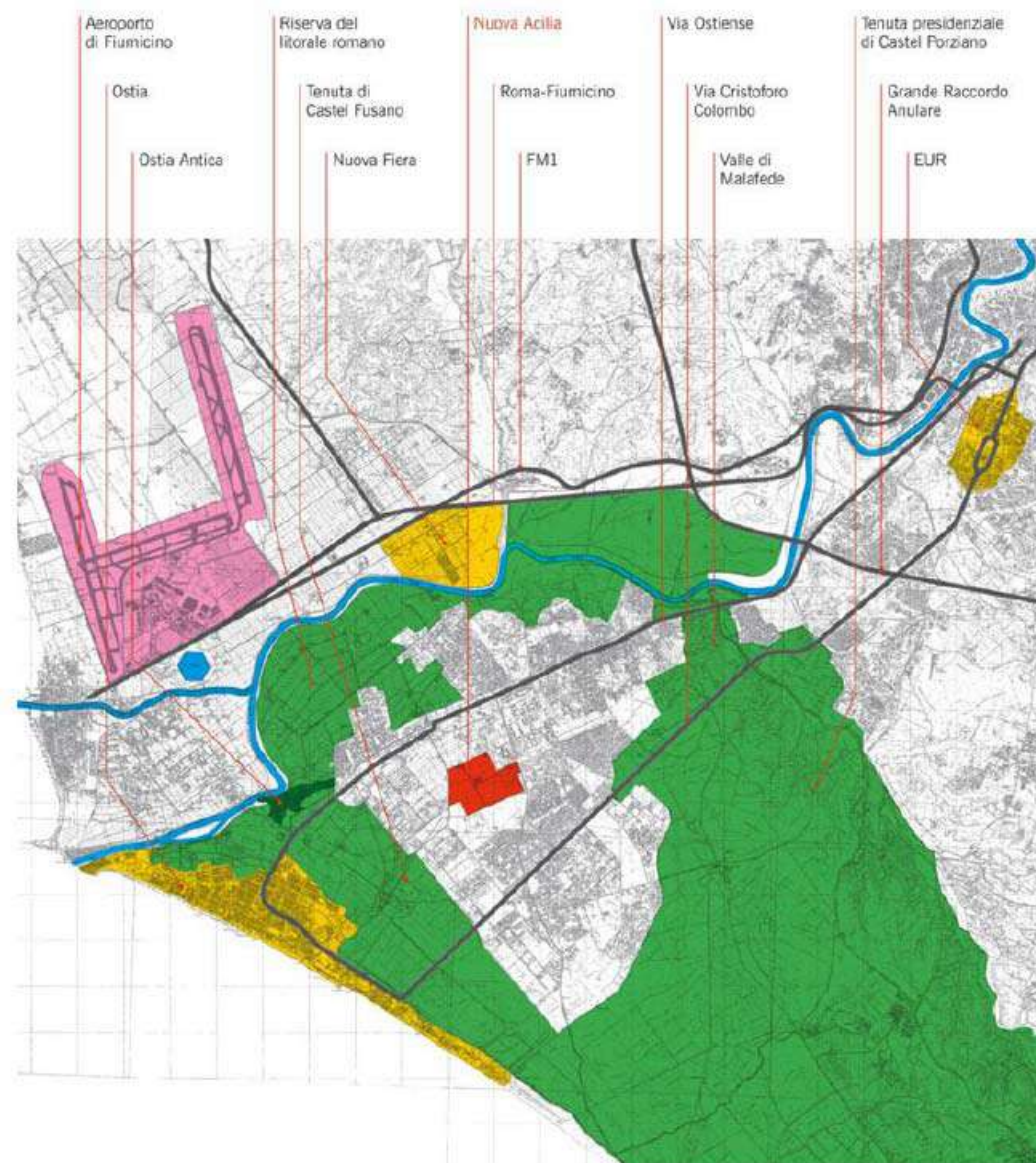 Aeroporto
di Fiumicino
Riserva del
litorale romano
Nuova Acilia
Via Ostiense
Tenuta presidenziale
di Castel Porziano
Ostia
Tenuta di
Castel Fusano
Roma-Fiumicino
Via Cristoforo
Colombo
Grande Raccordo
Anulare
Ostia Antica
Nuova Fiera
FM1
Valle di
Malafede
EUR